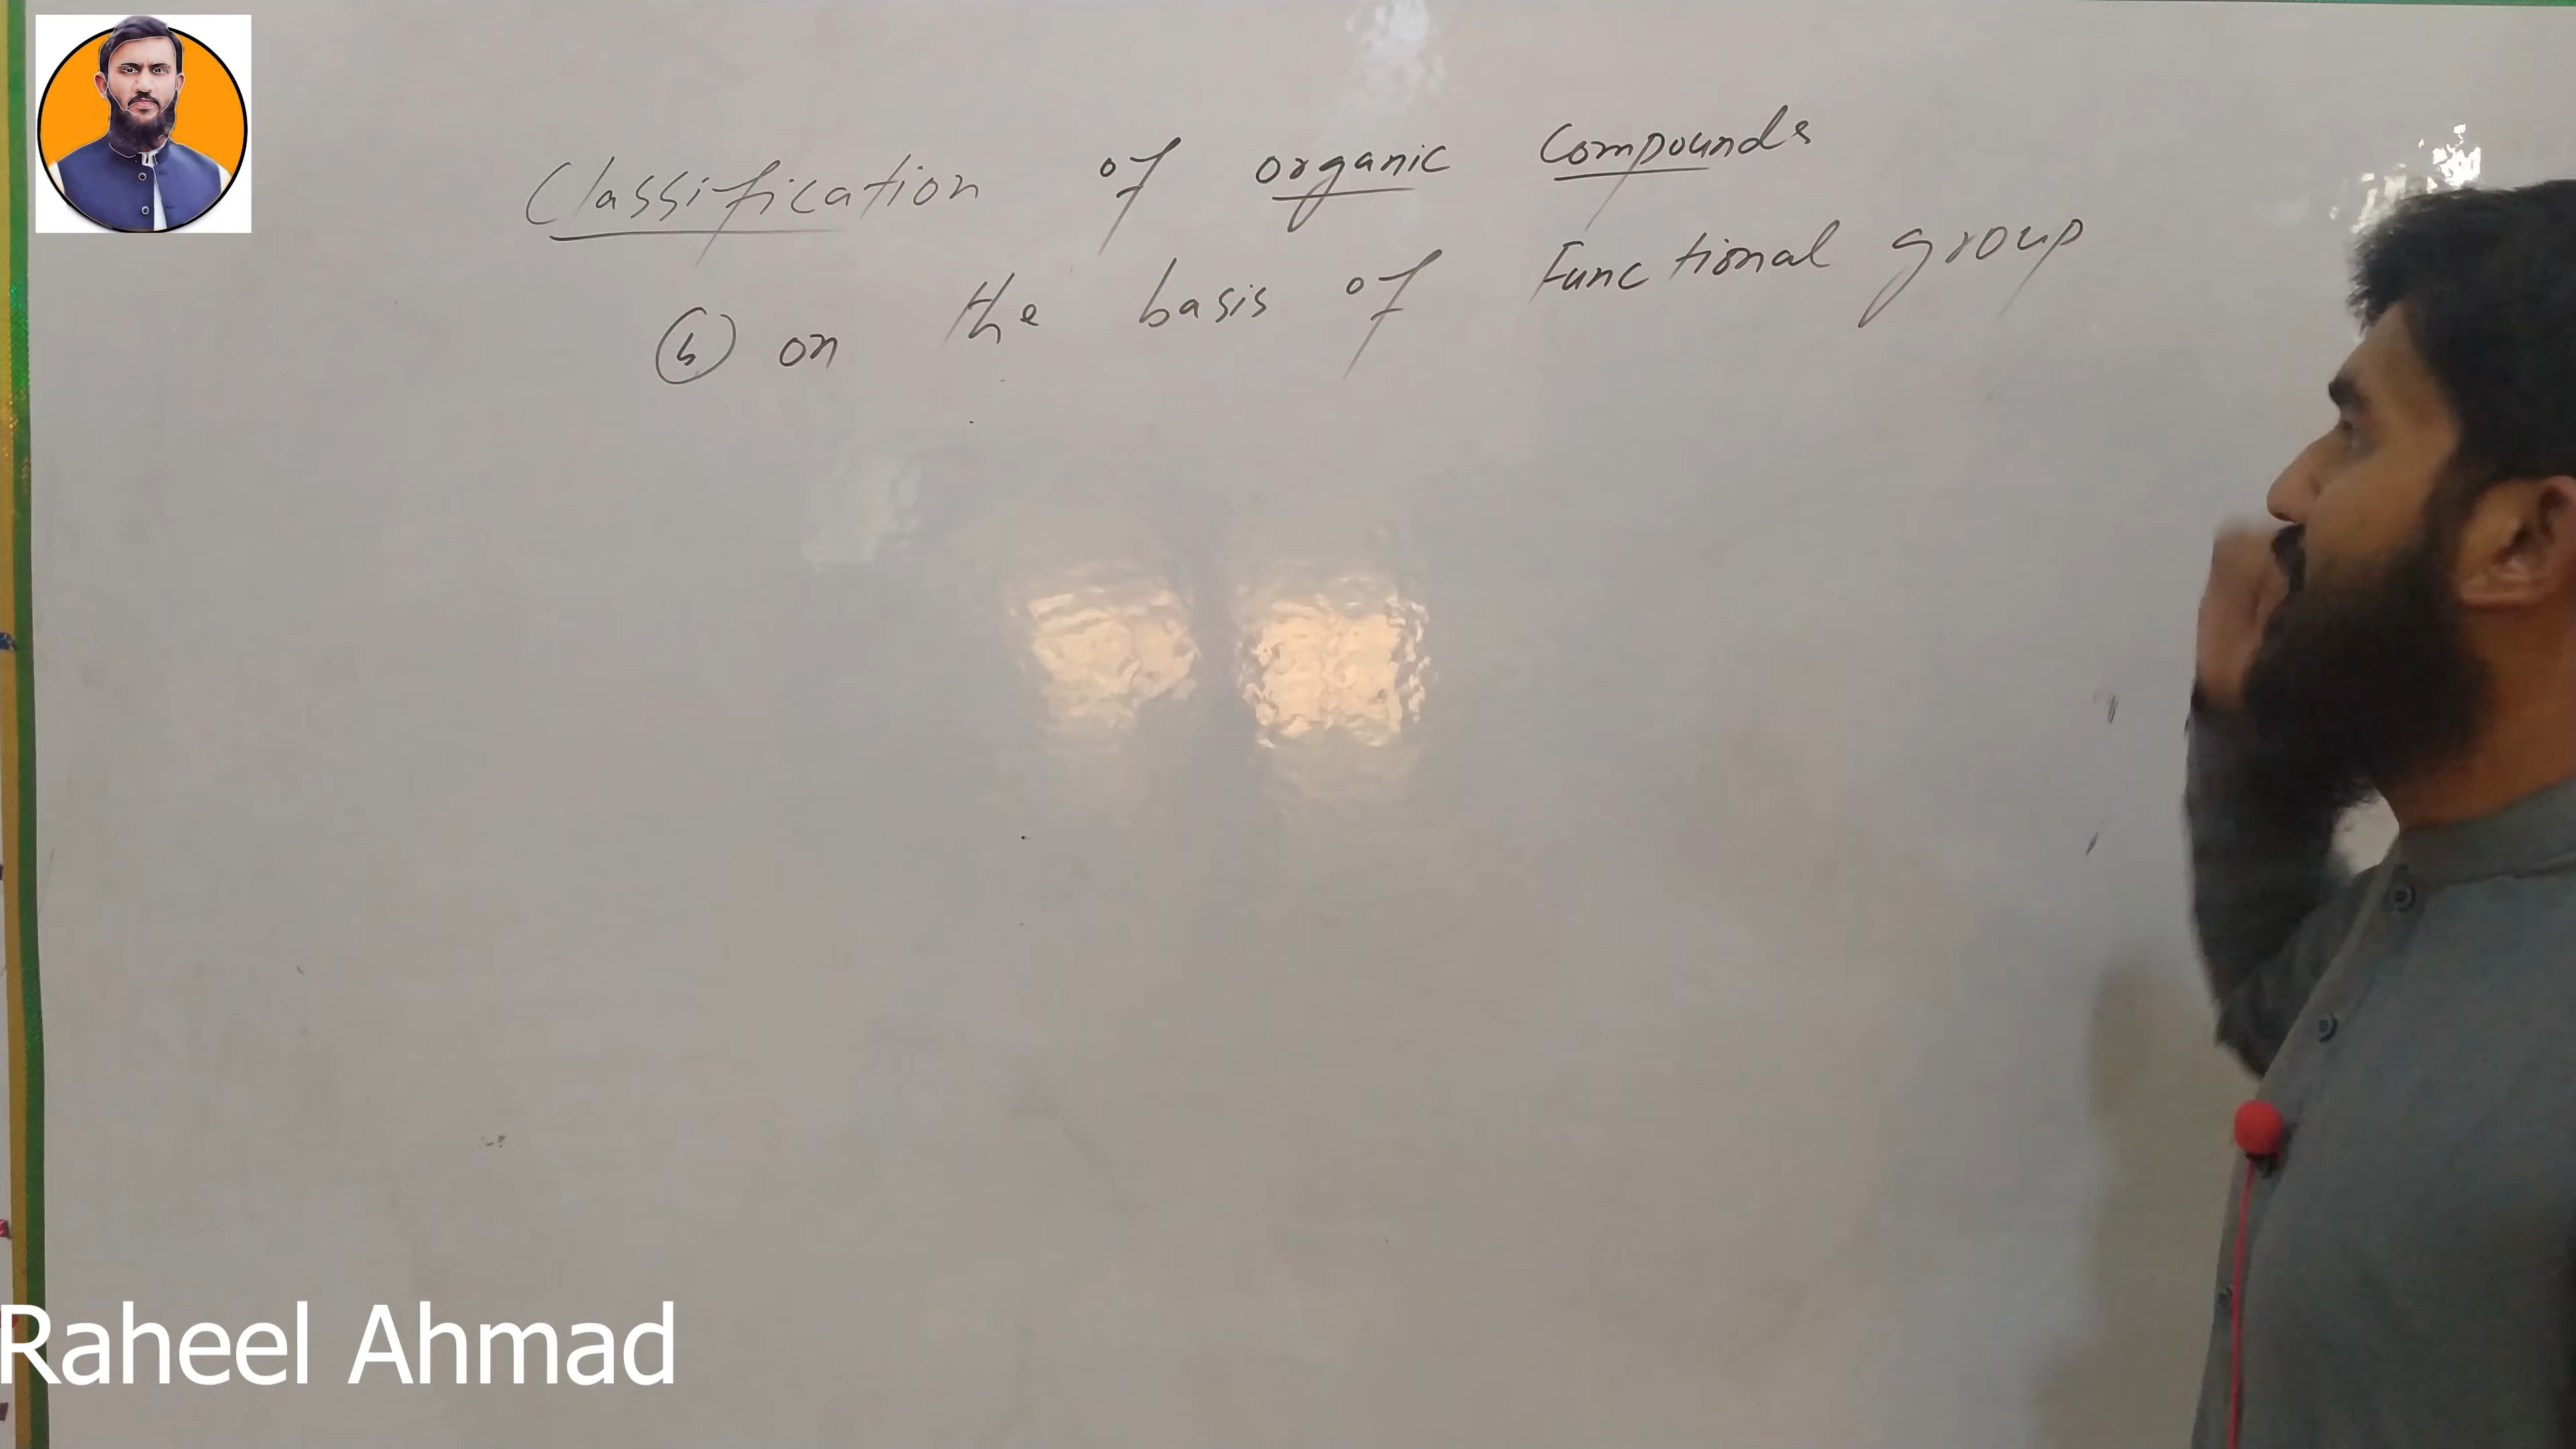 Classification of organic Compounds
(b) on the basis of Functional group
Raheel Ahmad